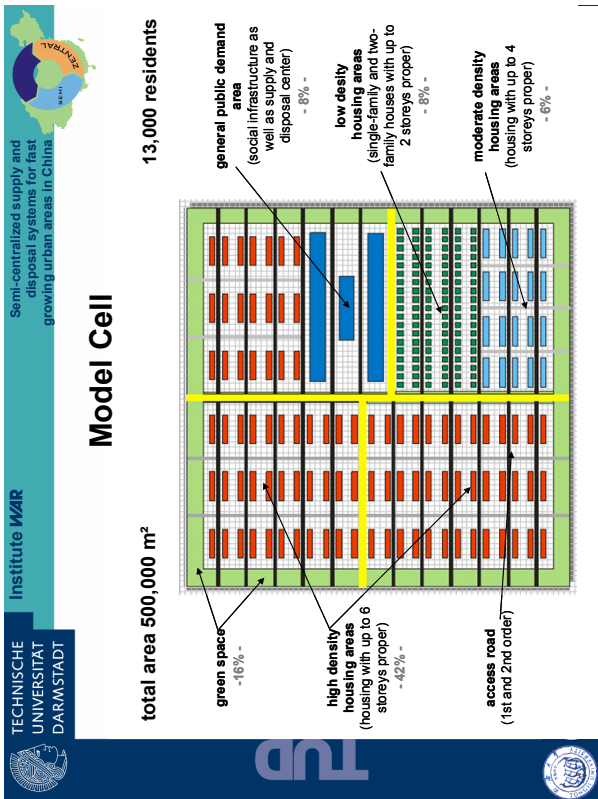 TECHNISCHE
UNIVERSITÄT
DARMSTADT
Institute WAR
Semi-centralized supply and
disposal systems for fast
growing urban areas in China
SEMI
ZENTRAL
Model Cell
total area 500,000 m²
13,000 residents
green space
-16% -
high density
housing areas
(housing with up to 6
storeys proper)
- 42% -
access road
(1st and 2nd order)
general public demand
area
(social infrastructure as
well as supply and
disposal center)
- 8% -
low desity
housing areas
(single-family and two-
family houses with up to
2 storeys proper)
- 8% -
moderate density
housing areas
(housing with up to 4
storeys proper)
- 6% -
TUD